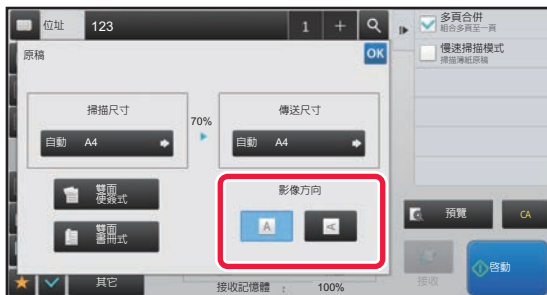 位址 123 1 +
多頁合併
組合多頁至一頁
原稿 OK
慢速掃描模式
掃描薄紙原稿
掃描尺寸 70% 傳送尺寸
自動 A4 自動 A4
雙面
便簽式
影像方向
A A
雙面
書冊式
預覽 CA
其它 接收記憶體 : 100% 接收 啓動